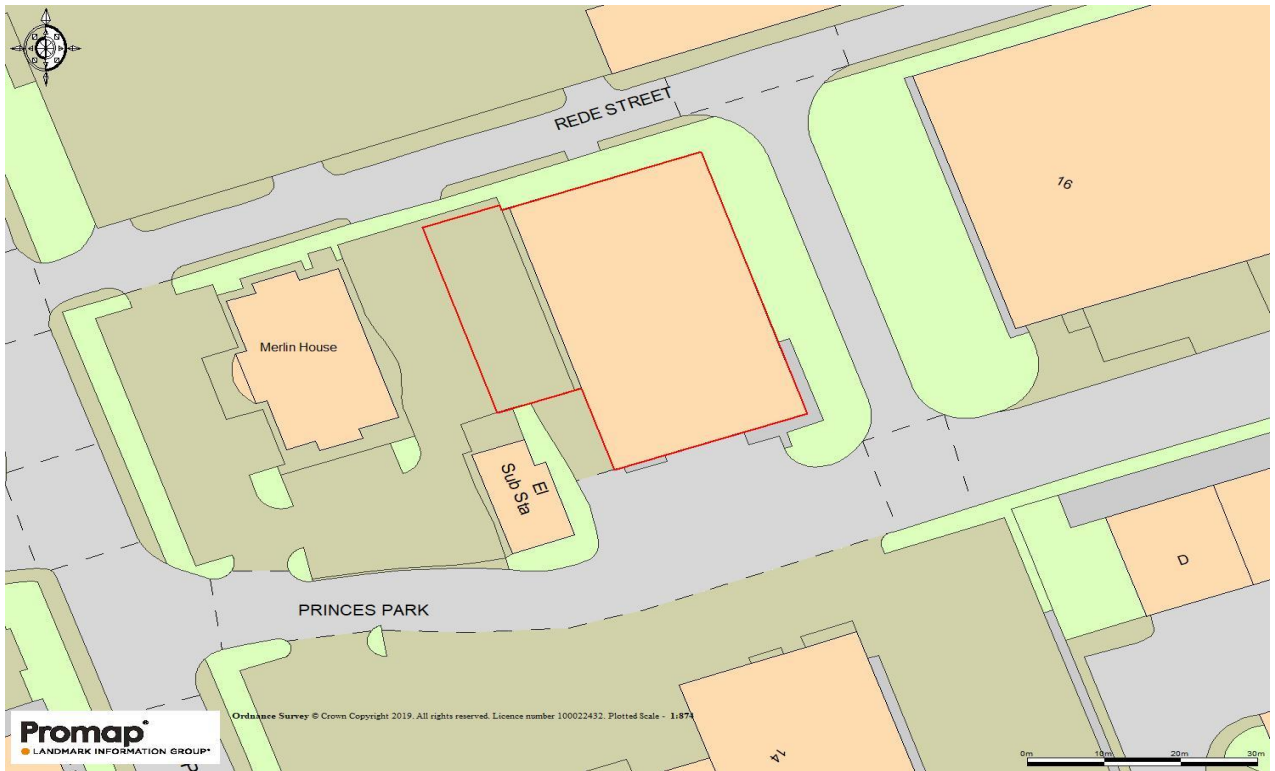 REDE STREET
16
Merlin House
El
Sub Sta
D
PRINCES PARK
14
Ordnance Survey © Crown Copyright 2019. All rights reserved. Licence number 100022432. Plotted Scale - 1:874
Promap®
LANDMARK INFORMATION GROUP®
0m 10m 20m 30m